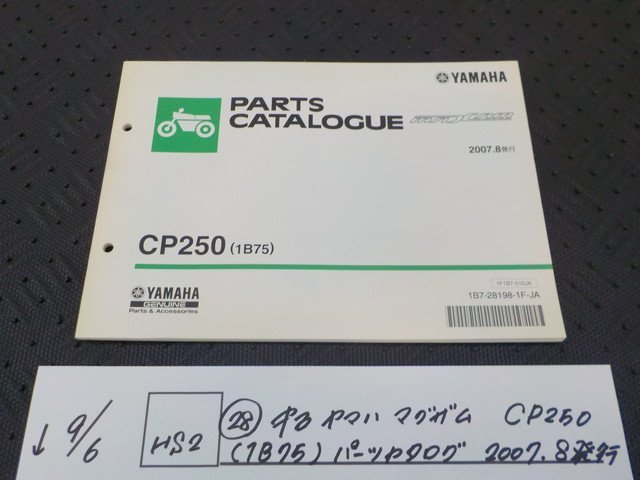 YAMAHA
PARTS
CATALOGUE
MAXAM
2007.8発行
CP250 (1B75)
1F1B7-010JA
YAMAHA
GENUINE
Parts & Accessories
1B7-28198-1F-JA
↓ 9/6
HS2
㉘ ヤマハ マグザム CP250
(1B75) パーツカタログ 2007.8発行